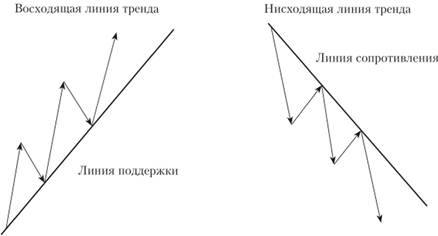 Восходящая линия тренда
Нисходящая линия тренда
Линия сопротивления
Линия поддержки